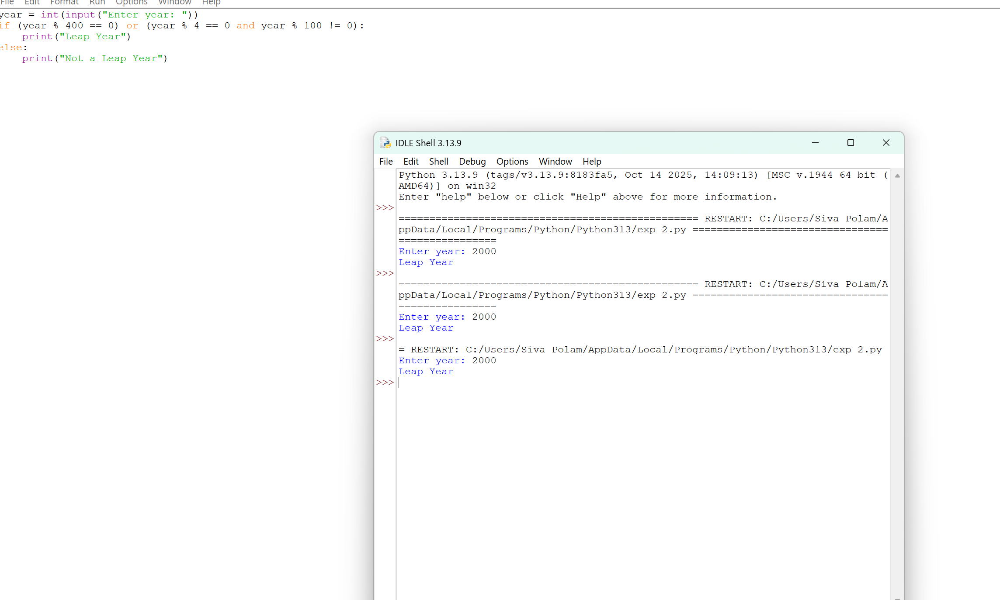 File Edit Format Run Options Window Help
year = int(input("Enter year: "))
if (year % 400 == 0) or (year % 4 == 0 and year % 100 != 0):
    print("Leap Year")
else:
    print("Not a Leap Year")
IDLE Shell 3.13.9
File Edit Shell Debug Options Window Help
Python 3.13.9 (tags/v3.13.9:8183fa5, Oct 14 2025, 14:09:13) [MSC v.1944 64 bit (
AMD64)] on win32
Enter "help" below or click "Help" above for more information.
>>>
================================================= RESTART: C:/Users/Siva Polam/A
ppData/Local/Programs/Python/Python313/exp 2.py ================================
================
Enter year: 2000
Leap Year
>>>
================================================= RESTART: C:/Users/Siva Polam/A
ppData/Local/Programs/Python/Python313/exp 2.py ================================
================
Enter year: 2000
Leap Year
>>>
= RESTART: C:/Users/Siva Polam/AppData/Local/Programs/Python/Python313/exp 2.py
Enter year: 2000
Leap Year
>>>